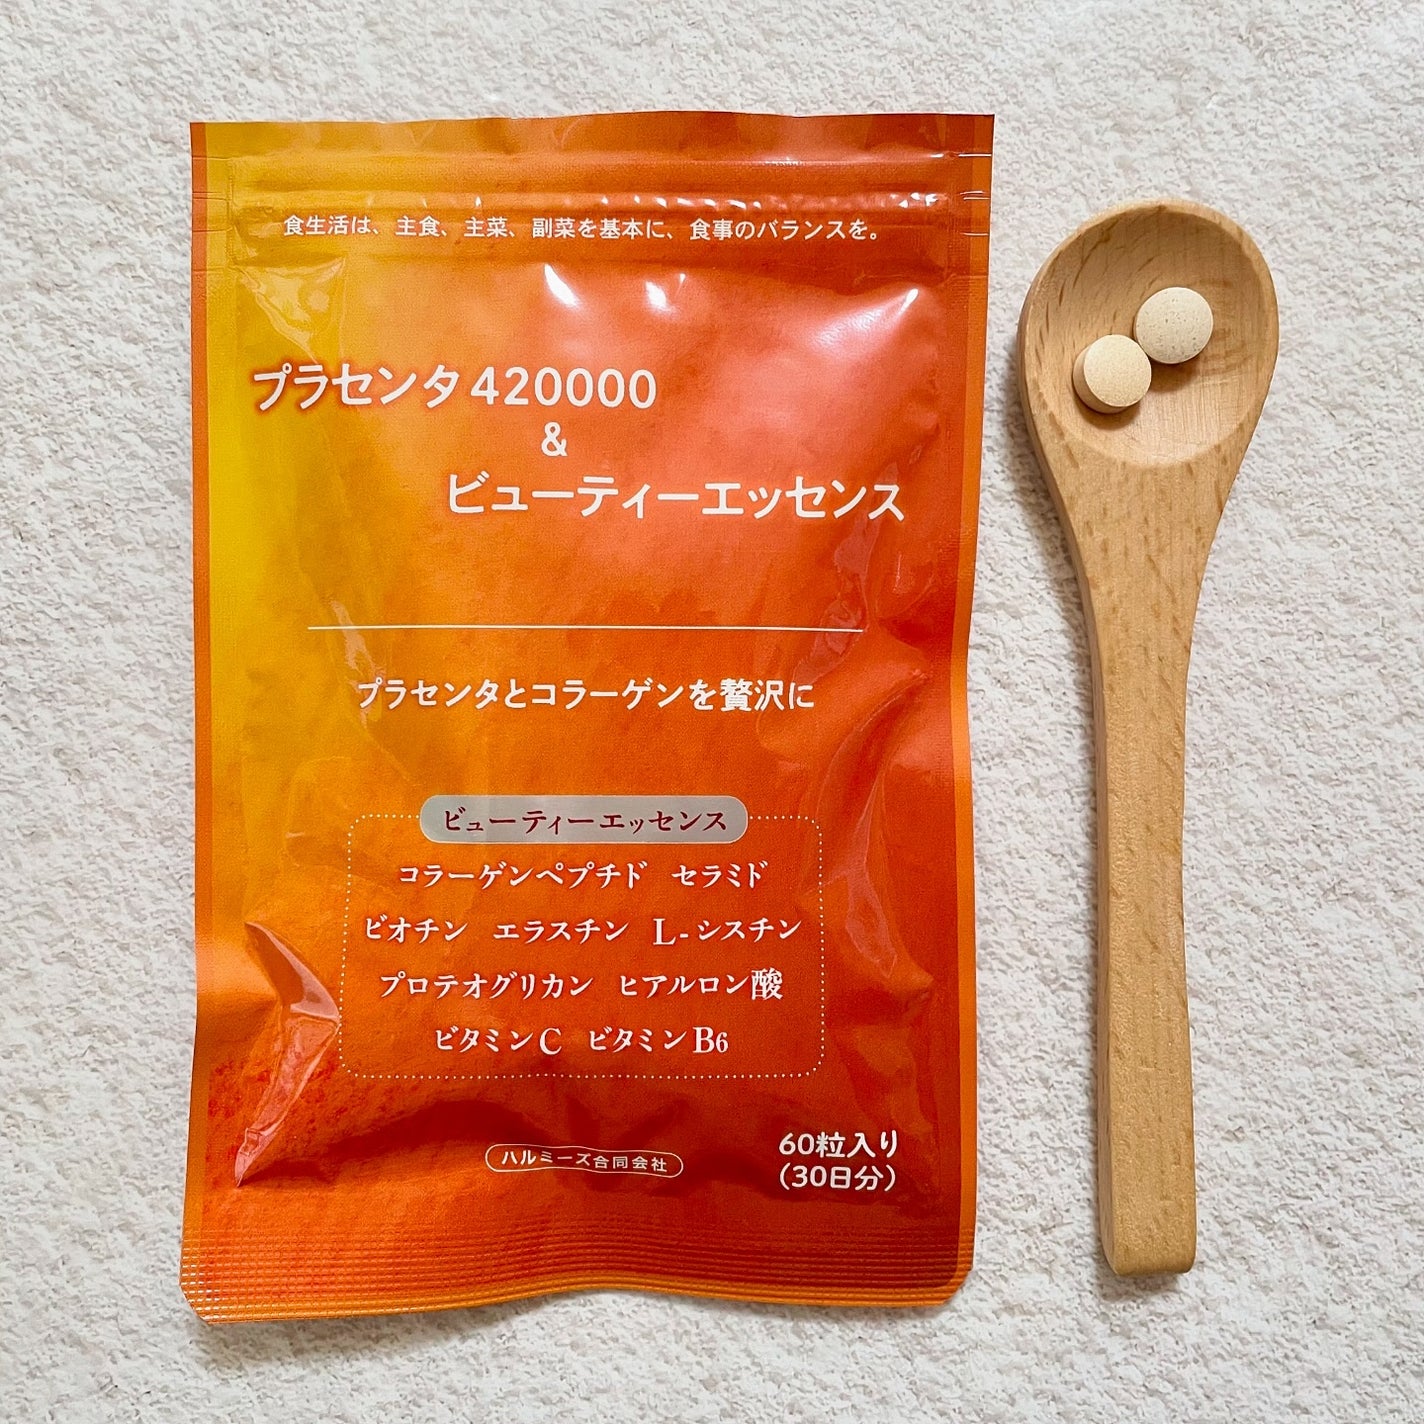 食生活は、主食、主菜、副菜を基本に、食事のバランスを。
プラセンタ420000
&
ビューティーエッセンス
プラセンタとコラーゲンを贅沢に
ビューティーエッセンス
コラーゲンペプチド セラミド
ビオチン エラスチン L-シスチン
プロテオグリカン ヒアルロン酸
ビタミンC ビタミンB6
60粒入り
(30日分)
ハルミーズ合同会社